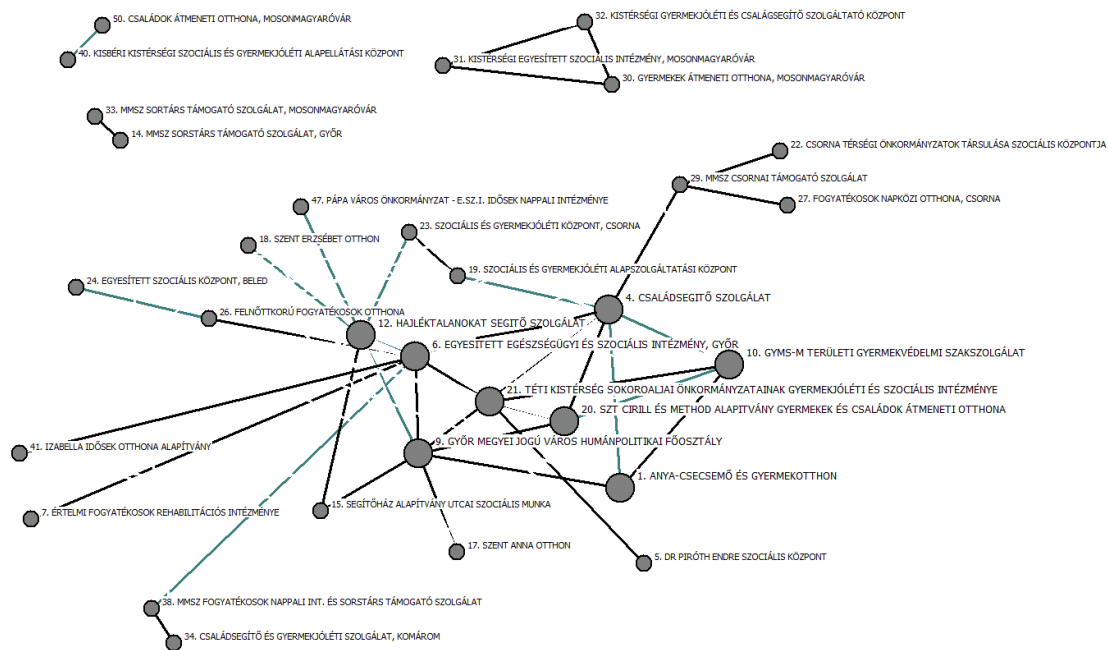 50. CSALÁDOK ÁTMENETI OTTHONA, MOSONMAGYARÓVÁR
32. KISTÉRSÉGI GYERMEKJÓLÉTI ÉS CSALÁGSEGÍTŐ SZOLGÁLTATÓ KÖZPONT
40. KISBÉRI KISTÉRSÉGI SZOCIÁLIS ÉS GYERMEKJÓLÉTI ALAPELLÁTÁSI KÖZPONT
31. KISTÉRSÉGI EGYESÍTETT SZOCIÁLIS INTÉZMÉNY, MOSONMAGYARÓVÁR
30. GYERMEKEK ÁTMENETI OTTHONA, MOSONMAGYARÓVÁR
33. MMSZ SORTÁRS TÁMOGATÓ SZOLGÁLAT, MOSONMAGYARÓVÁR
14. MMSZ SORSTÁRS TÁMOGATÓ SZOLGÁLAT, GYŐR
22. CSORNA TÉRSÉGI ÖNKORMÁNYZATOK TÁRSULÁSA SZOCIÁLIS KÖZPONTJA
29. MMSZ CSORNAI TÁMOGATÓ SZOLGÁLAT
27. FOGYATÉKOSOK NAPKÖZI OTTHONA, CSORNA
47. PÁPA VÁROS ÖNKORMÁNYZAT - E.SZ.I. IDŐSEK NAPPALI INTÉZMÉNYE
23. SZOCIÁLIS ÉS GYERMEKJÓLÉTI KÖZPONT, CSORNA
18. SZENT ERZSÉBET OTTHON
19. SZOCIÁLIS ÉS GYERMEKJÓLÉTI ALAPSZOLGÁLTATÁSI KÖZPONT
24. EGYESÍTETT SZOCIÁLIS KÖZPONT, BELED
4. CSALÁDSEGITŐ SZOLGÁLAT
26. FELNŐTTKORÚ FOGYATÉKOSOK OTTHONA
12. HAJLÉKTALANOKAT SEGITŐ SZOLGÁLAT
6. EGYESÍTETT EGÉSZSÉGÜGYI ÉS SZOCIÁLIS INTÉZMÉNY, GYŐR
10. GYMS-M TERÜLETI GYERMEKVÉDELMI SZAKSZOLGÁLAT
21. TÉTI KISTÉRSÉG SOKOROALJAI ÖNKORMÁNYZATAINAK GYERMEKJÓLÉTI ÉS SZOCIÁLIS INTÉZMÉNYE
20. SZT CIRILL ÉS METHOD ALAPITVÁNY GYERMEKEK ÉS CSALÁDOK ÁTMENETI OTTHONA
9. GYŐR MEGYEI JOGÚ VÁROS HUMÁNPOLITIKAI FŐOSZTÁLY
41. IZABELLA IDŐSEK OTTHONA ALAPÍTVÁNY
1. ANYA-CSECSEMŐ ÉS GYERMEKOTTHON
15. SEGÍTŐHÁZ ALAPÍTVÁNY UTCAI SZOCIÁLIS MUNKA
7. ÉRTELMI FOGYATÉKOSOK REHABILITÁCIÓS INTÉZMÉNYE
17. SZENT ANNA OTTHON
5. DR PIRÓTH ENDRE SZOCIÁLIS KÖZPONT
38. MMSZ FOGYATÉKOSOK NAPPALI INT. ÉS SORSTÁRS TÁMOGATÓ SZOLGÁLAT
34. CSALÁDSEGÍTŐ ÉS GYERMEKJÓLÉTI SZOLGÁLAT, KOMÁROM